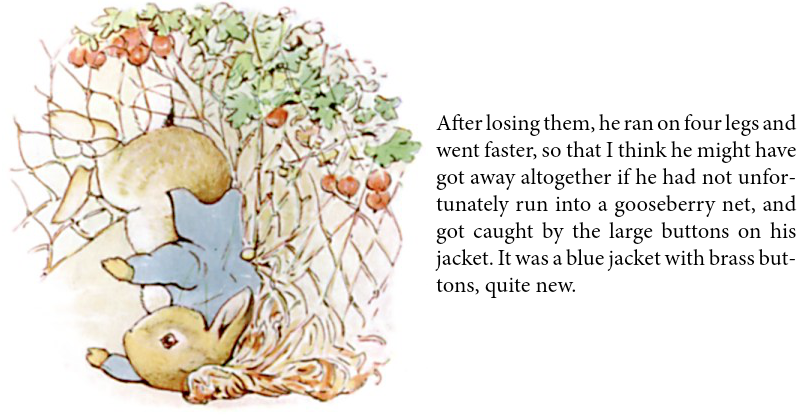 After losing them, he ran on four legs and
went faster, so that I think he might have
got away altogether if he had not unfor-
tunately run into a gooseberry net, and
got caught by the large buttons on his
jacket. It was a blue jacket with brass but-
tons, quite new.